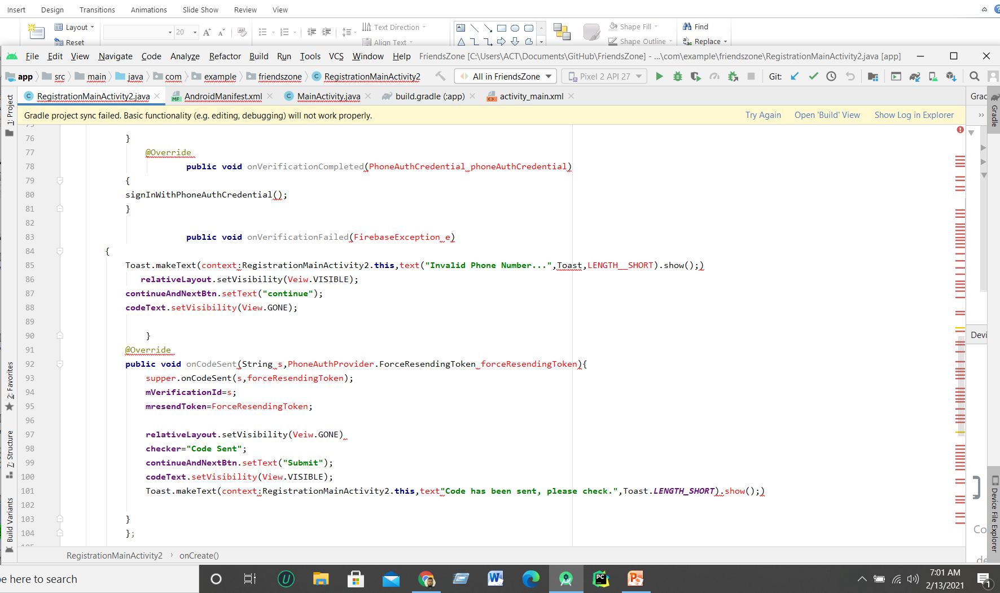 Insert Design Transitions Animations Slide Show Review View
Layout 20 Text Direction Shape Fill Find
Reset Align Text Shape Outline Replace
File Edit View Navigate Code Analyze Refactor Build Run Tools VCS Window Help FriendsZone [C:\Users\ACT\Documents\GitHub\FriendsZone] - ...\com\example\friendszone\RegistrationMainActivity2.java [app]
app src main java com example friendszone RegistrationMainActivity2 All in FriendsZone Pixel 2 API 27 Git:
RegistrationMainActivity2.java AndroidManifest.xml MainActivity.java build.gradle (:app) activity_main.xml
Gradle project sync failed. Basic functionality (e.g. editing, debugging) will not work properly. Try Again Open 'Build' View Show Log in Explorer
76 }
77 @Override
78 public void onVerificationCompleted(PhoneAuthCredential phoneAuthCredential)
79 {
80 signInWithPhoneAuthCredential();
81 }
82
83 public void onVerificationFailed(FirebaseException e)
84 {
85 Toast.makeText(context:RegistrationMainActivity2.this,text("Invalid Phone Number...",Toast,LENGTH__SHORT).show();)
86 relativeLayout.setVisibility(Veiw.VISIBLE);
87 continueAndNextBtn.setText("continue");
88 codeText.setVisibility(View.GONE);
89
90 }
91 @Override
92 public void onCodeSent(String s,PhoneAuthProvider.ForceResendingToken forceResendingToken){
93 supper.onCodeSent(s,forceResendingToken);
94 mVerificationId=s;
95 mresendToken=ForceResendingToken;
96
97 relativeLayout.setVisibility(Veiw.GONE)
98 checker="Code Sent";
99 continueAndNextBtn.setText("Submit");
100 codeText.setVisibility(View.VISIBLE);
101 Toast.makeText(context:RegistrationMainActivity2.this,text"Code has been sent, please check.",Toast.LENGTH_SHORT).show();)
102
103 }
104 };
RegistrationMainActivity2 › onCreate()
1: Project
2: Favorites
7: Structure
Build Variants
Grad
Gradle
Devi
Device File Explorer
Co
de
e here to search
7:01 AM
2/13/2021
1